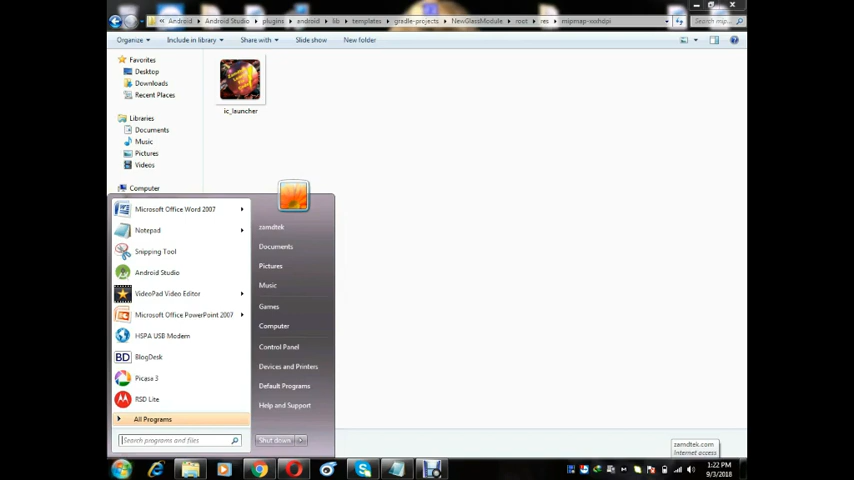 Android ▸ Android Studio ▸ plugins ▸ android ▸ lib ▸ templates ▸ gradle-projects ▸ NewGlassModule ▸ root ▸ res ▸ mipmap-xxhdpi
Organize Include in library Share with Slide show New folder
Favorites
Desktop
Downloads
Recent Places
Libraries
Documents
Music
Pictures
Videos
Computer
ic_launcher
Microsoft Office Word 2007
Notepad
Snipping Tool
Android Studio
VideoPad Video Editor
Microsoft Office PowerPoint 2007
HSPA USB Modem
BD BlogDesk
Picasa 3
RSD Lite
All Programs
Search programs and files
zamdtek
Documents
Pictures
Music
Games
Computer
Control Panel
Devices and Printers
Default Programs
Help and Support
Shut down
zamdtek.com
Internet access
1:22 PM
9/3/2018